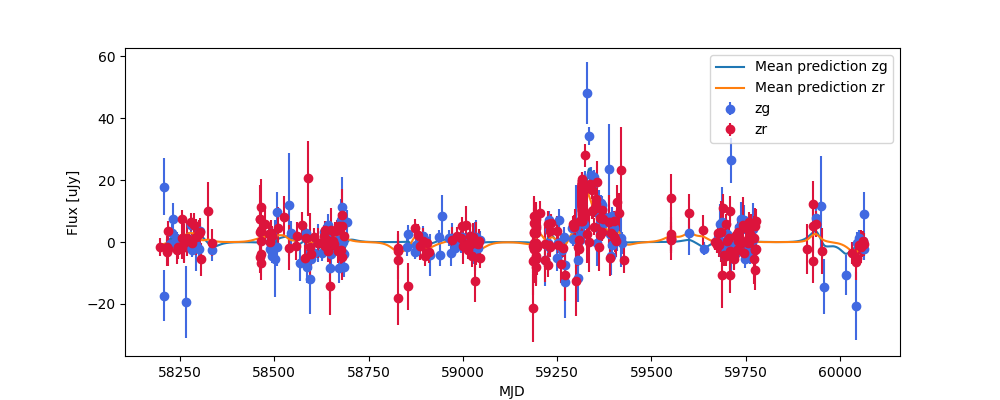 Mean prediction zg
Mean prediction zr
zg
zr
60
40
20
0
−20
Flux [uJy]
58250
58500
58750
59000
59250
59500
59750
60000
MJD